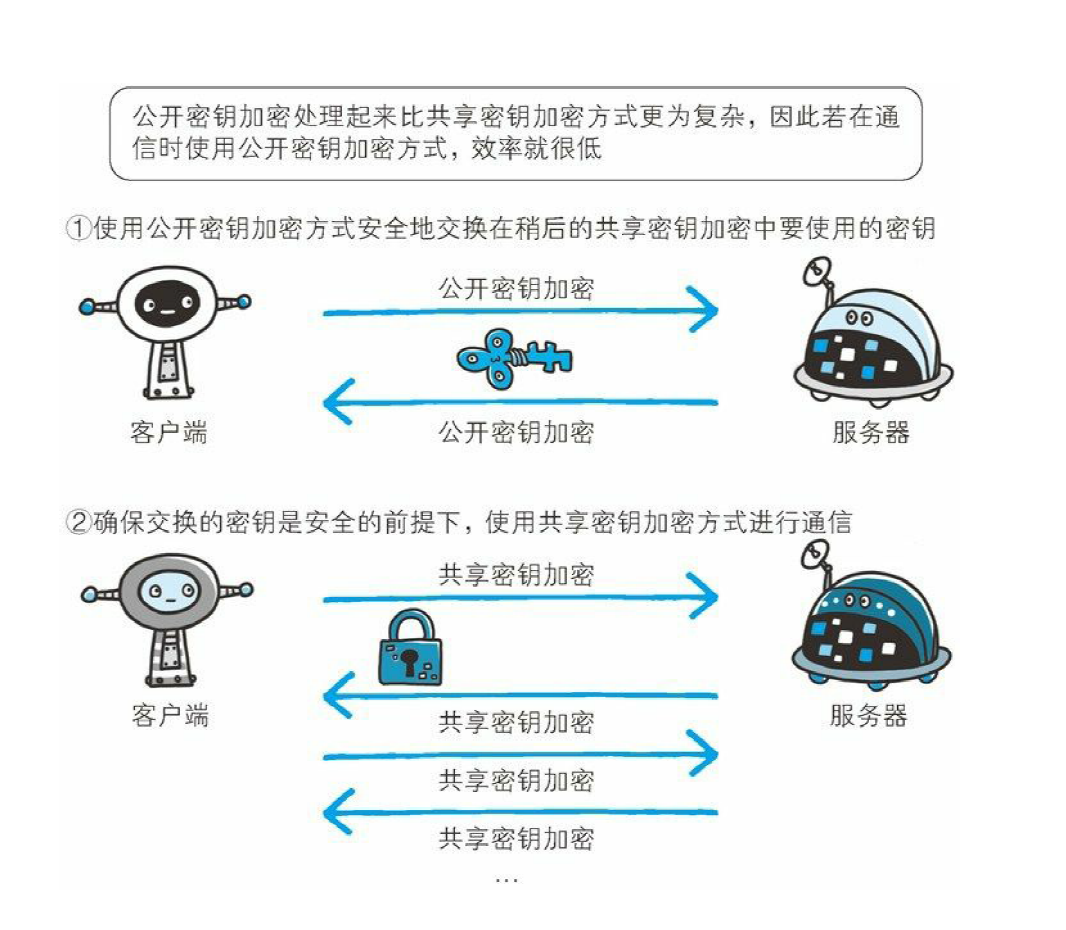 公开密钥加密处理起来比共享密钥加密方式更为复杂，因此若在通
信时使用公开密钥加密方式，效率就很低
①使用公开密钥加密方式安全地交换在稍后的共享密钥加密中要使用的密钥
公开密钥加密
公开密钥加密
客户端
服务器
②确保交换的密钥是安全的前提下，使用共享密钥加密方式进行通信
共享密钥加密
客户端
服务器
共享密钥加密
共享密钥加密
共享密钥加密
…